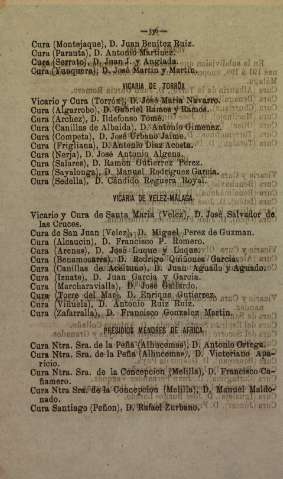 —36—
Cura (Montejaque), D. Juan Benitez Ruiz.
Cura (Parauta), D. Antonio Martinez.
Cura (Serrato), D. Juan J. y Anglada.
Cura (Yunquera), D. José Martin y Martin.
VICARIA DE TORRÓX
Vicario y Cura (Torróx), D. José Maria Navarro.
Cura (Algarrobo), D. Gabriel Ramos y Ramos.
Cura (Archez), D. Ildefonso Tomé.
Cura (Canillas de Albaida), D. Antonio Gimenez.
Cura (Competa), D. José Urbano Jaime.
Cura (Frigliana), D. Antonio Diaz Acosta.
Cura (Nerja), D. José Antonio Algena.
Cura (Salares), D. Ramon Gutierrez Perez.
Cura (Sayalonga), D. Manuel Rodriguez Garcia.
Cura (Sedella), D. Cándido Reguera Royal.
VICARIA DE VELEZ-MÁLAGA
Vicario y Cura de Santa Maria (Velez), D. José Salvador de
las Cruces.
Cura de San Juan (Velez), D. Miguel Perez de Guzman.
Cura (Alcaucin), D. Francisco P. Romero.
Cura (Arenas), D. José Luque y Luque.
Cura (Benamocarra), D. Rodrigo Quiñones Garcia.
Cura (Canillas de Aceituno), D. Juan Aguado y Aguado.
Cura (Iznate), D. Juan Garcia y Garcia.
Cura (Marcharavialla), D. José Gallardo.
Cura (Torre del Mar), D. Enrique Gutierrez.
Cura (Viñuela), D. Antonio Ruiz Ruiz.
Cura (Zafarralla), D. Francisco Gonzalez Martin.
PRESIDIOS MENORES DE AFRICA
Cura Ntra. Sra. de la Peña (Alhucemas), D. Antonio Ortega.
Cura Ntra. Sra. de la Peña (Alhucemas), D. Victoriano Apa-
ricio.
Cura Ntra. Sra. de la Concepcion (Melilla), D. Francisco Ca-
ñamero.
Cura Ntra. Sra. de la Concepcion (Melilla), D. Manuel Maldo-
nado.
Cura Santiago (Peñon), D. Rafael Zurbano.